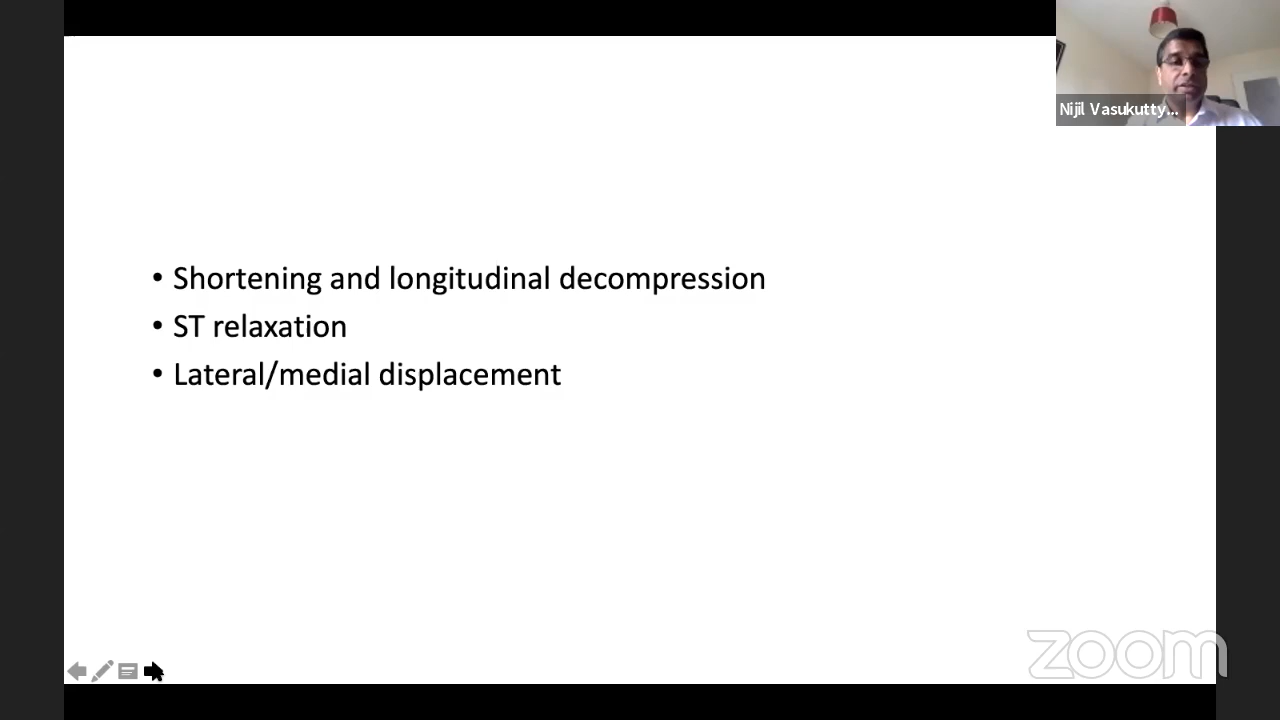 Nijil Vasukutty...
• Shortening and longitudinal decompression
• ST relaxation
• Lateral/medial displacement
zoom